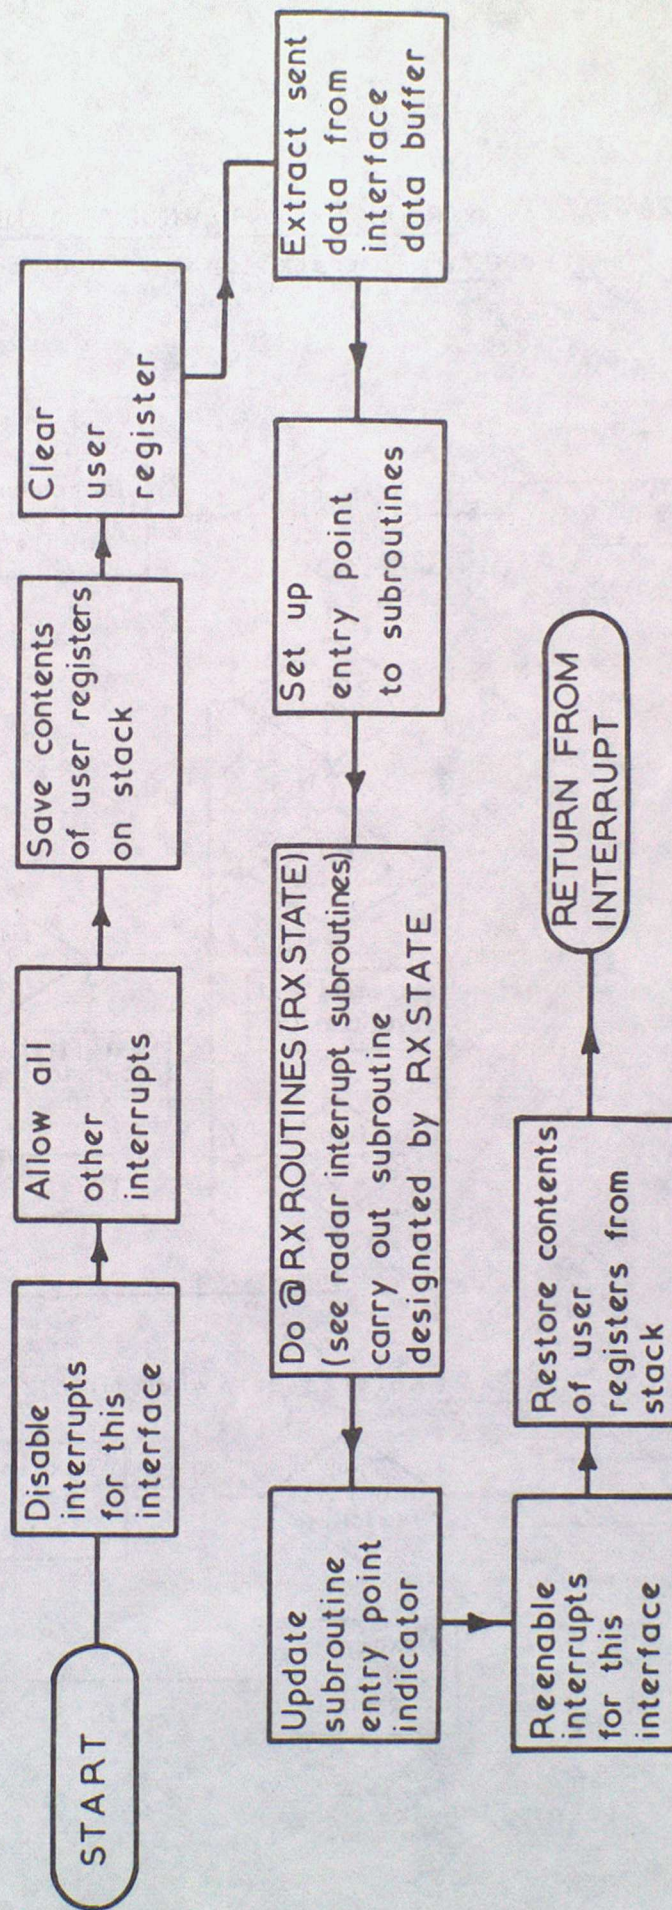 START
Disable
interrupts
for this
interface
Allow all
other
interrupts
Save contents
of user registers
on stack
Clear
user
register
Extract sent
data from
interface
data buffer
Set up
entry point
to subroutines
Do @ RX ROUTINES (RX STATE)
(see radar interrupt subroutines)
carry out subroutine
designated by RX STATE
Update
subroutine
entry point
indicator
Reenable
interrupts
for this
interface
Restore contents
of user
registers from
stack
RETURN FROM
INTERRUPT